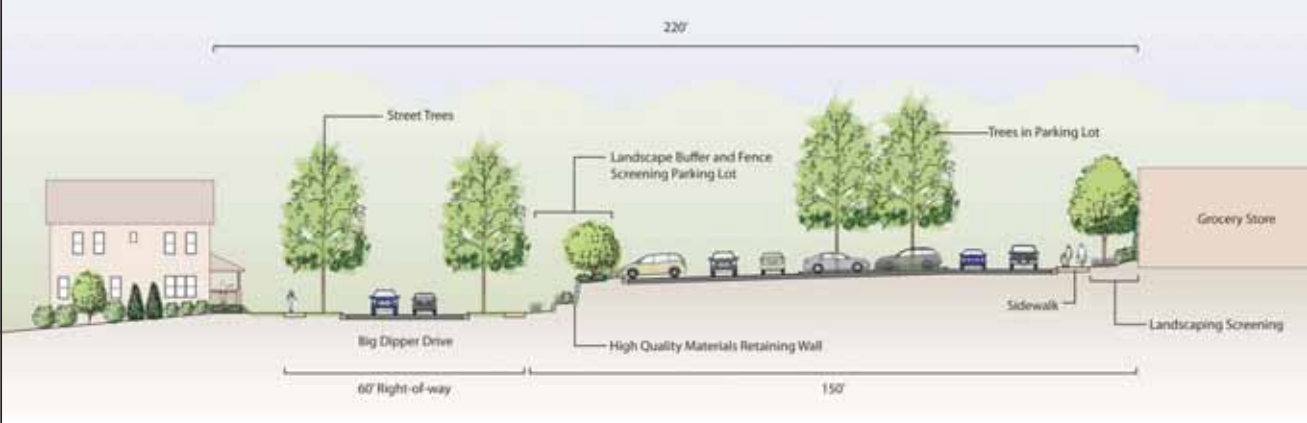 220'
Street Trees
Trees in Parking Lot
Landscape Buffer and Fence
Screening Parking Lot
Grocery Store
Sidewalk
Landscaping Screening
Big Dipper Drive
High Quality Materials Retaining Wall
60' Right-of-way
150'